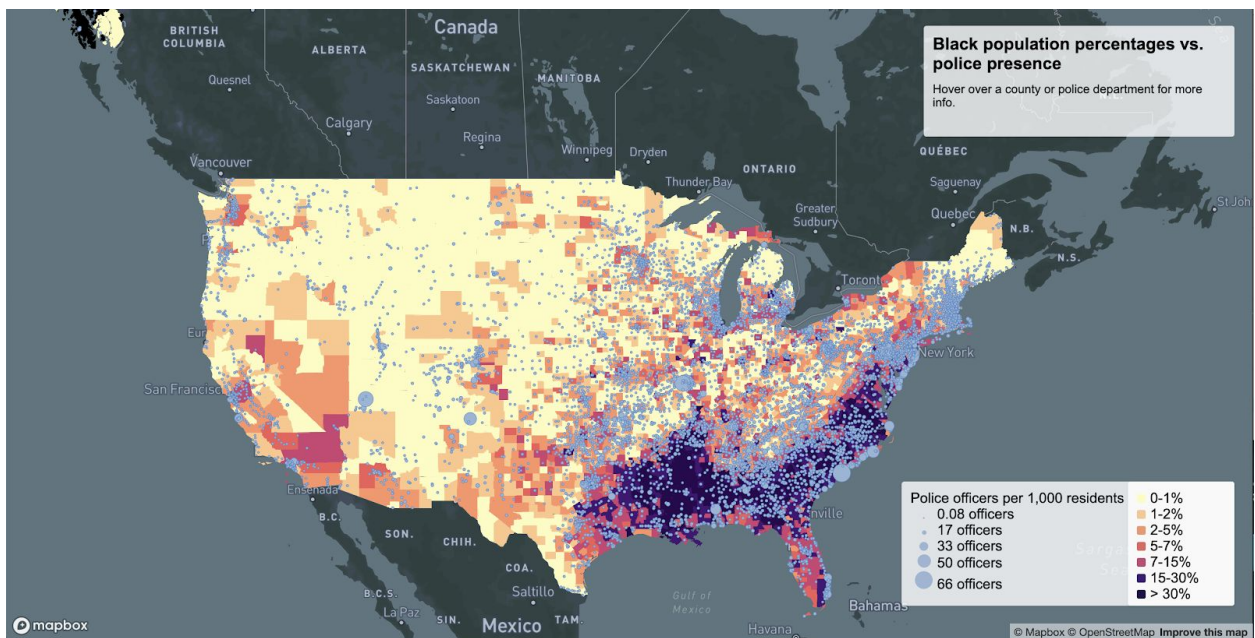 Black population percentages vs.
police presence
Hover over a county or police department for more
info.
Canada
BRITISH
COLUMBIA
ALBERTA
SASKATCHEWAN
MANITOBA
ONTARIO
QUÉBEC
N.B.
N.S.
Quesnel
Saskatoon
Calgary
Regina
Winnipeg
Dryden
Vancouver
Thunder Bay
Greater
Sudbury
Saguenay
Quebec
St Joh
Toront
New York
Eur
San Francisc
Ensenada
B.C.
SON.
CHIH.
COA.
B.C.S.
La Paz
SIN.
Saltillo
Mexico
TAM.
Gulf of
Mexico
Havana
Bahamas
nville
Police officers per 1,000 residents
0.08 officers
17 officers
33 officers
50 officers
66 officers
0-1%
1-2%
2-5%
5-7%
7-15%
15-30%
> 30%
mapbox
© Mapbox © OpenStreetMap Improve this map